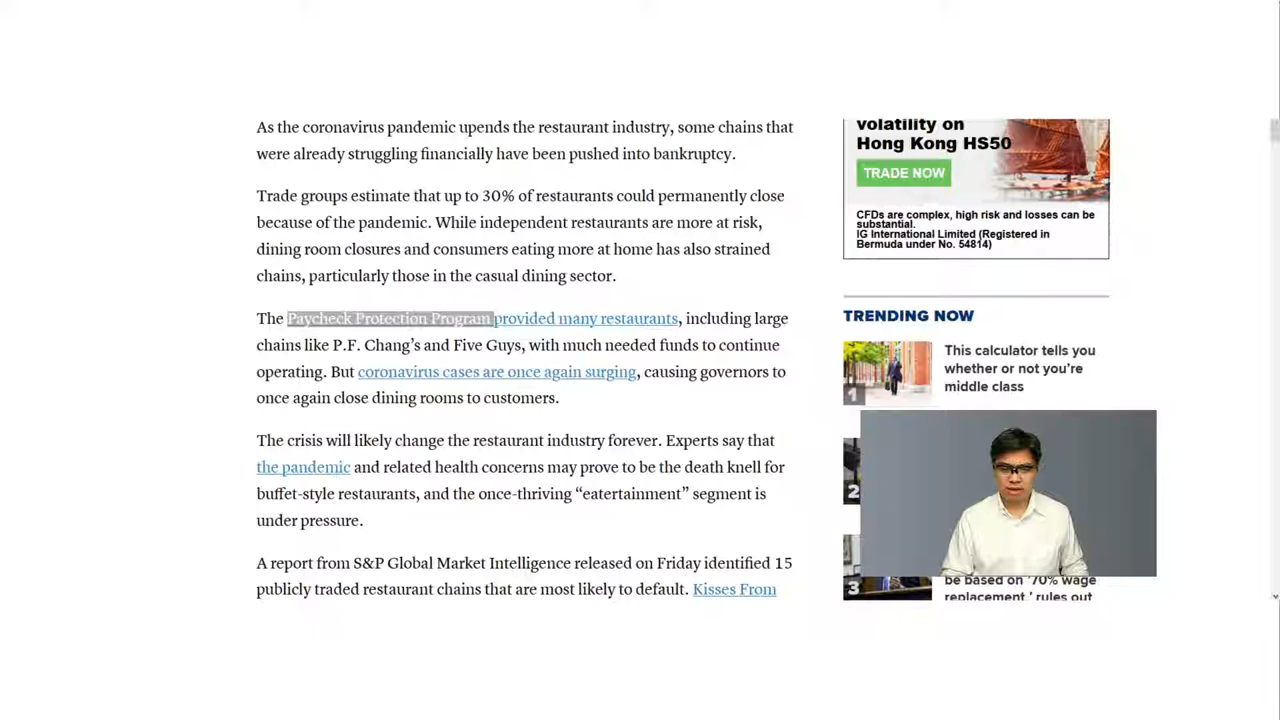 As the coronavirus pandemic upends the restaurant industry, some chains that
were already struggling financially have been pushed into bankruptcy.
Trade groups estimate that up to 30% of restaurants could permanently close
because of the pandemic. While independent restaurants are more at risk,
dining room closures and consumers eating more at home has also strained
chains, particularly those in the casual dining sector.
The Paycheck Protection Program provided many restaurants, including large
chains like P.F. Chang’s and Five Guys, with much needed funds to continue
operating. But coronavirus cases are once again surging, causing governors to
once again close dining rooms to customers.
The crisis will likely change the restaurant industry forever. Experts say that
the pandemic and related health concerns may prove to be the death knell for
buffet-style restaurants, and the once-thriving “eatertainment” segment is
under pressure.
A report from S&P Global Market Intelligence released on Friday identified 15
publicly traded restaurant chains that are most likely to default. Kisses From
volatility on
Hong Kong HS50
TRADE NOW
CFDs are complex, high risk and losses can be
substantial.
IG International Limited (Registered in
Bermuda under No. 54814)
TRENDING NOW
1
This calculator tells you
whether or not you’re
middle class
2
3
be based on ‘70% wage
replacement,’ rules out